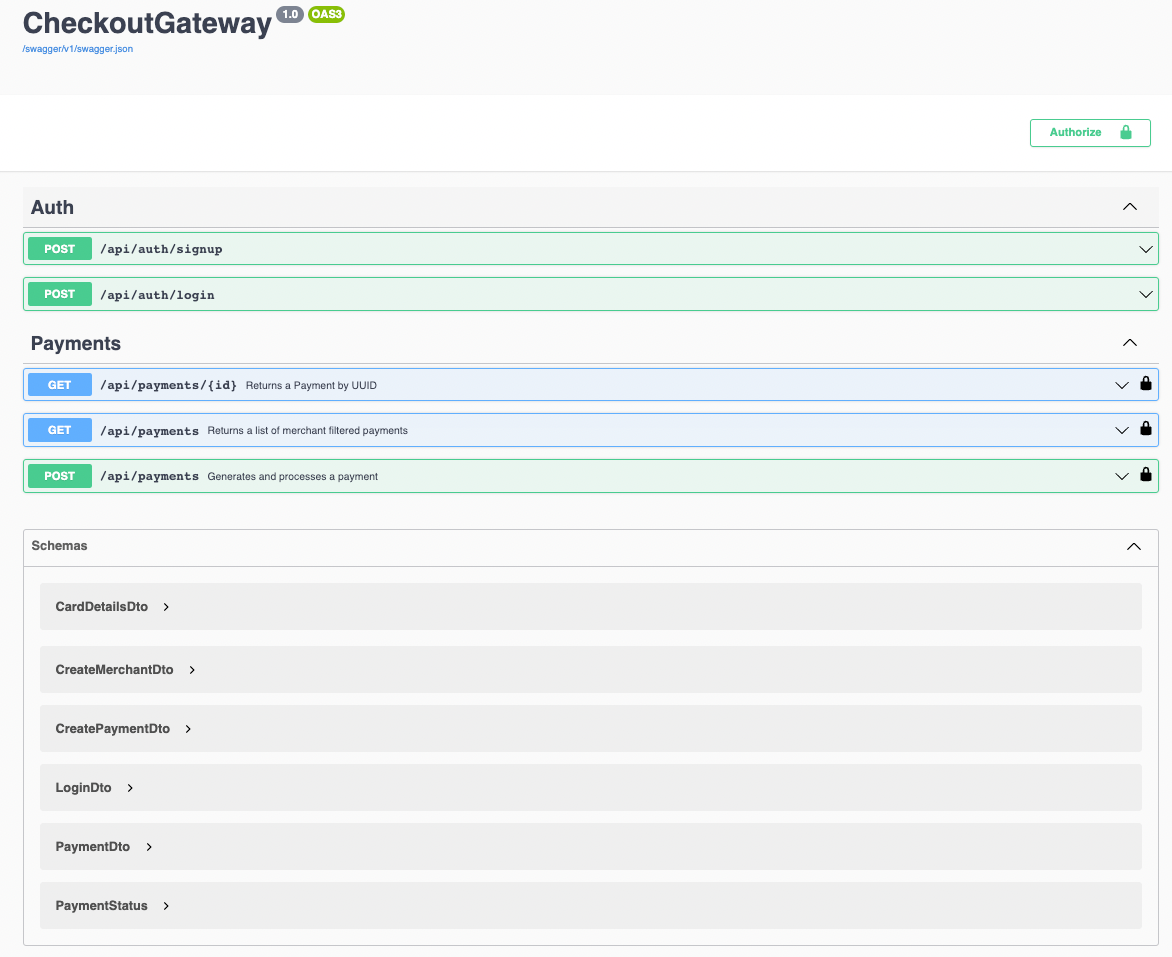 CheckoutGateway 1.0 OAS3
/swagger/v1/swagger.json
Authorize
Auth
POST /api/auth/signup
POST /api/auth/login
Payments
GET /api/payments/{id} Returns a Payment by UUID
GET /api/payments Returns a list of merchant filtered payments
POST /api/payments Generates and processes a payment
Schemas
CardDetailsDto
CreateMerchantDto
CreatePaymentDto
LoginDto
PaymentDto
PaymentStatus